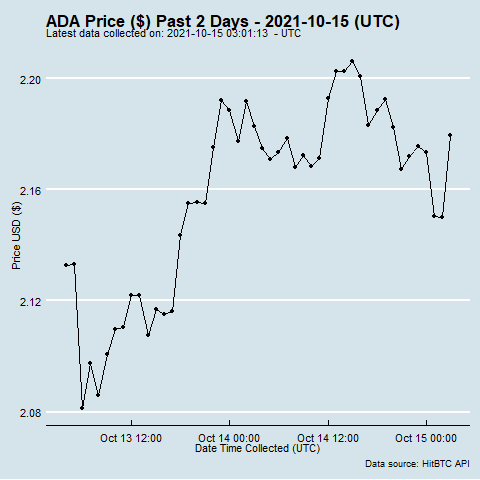 ADA Price ($) Past 2 Days - 2021-10-15 (UTC)
Latest data collected on: 2021-10-15 03:01:13 - UTC
2.20
2.16
2.12
2.08
Price USD ($)
Oct 13 12:00
Oct 14 00:00
Oct 14 12:00
Oct 15 00:00
Date Time Collected (UTC)
Data source: HitBTC API